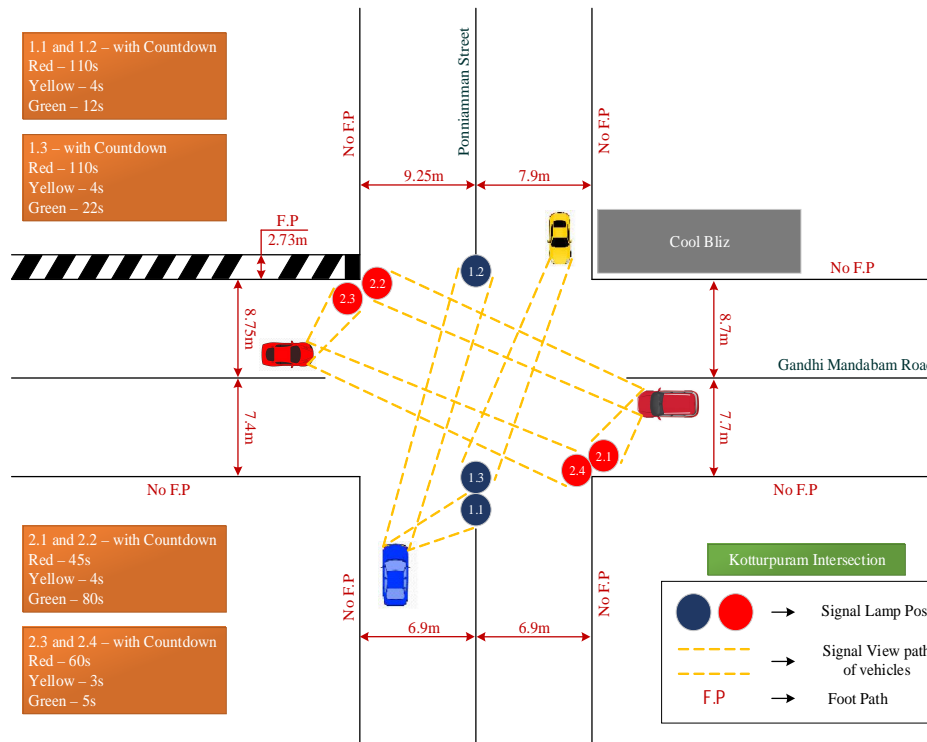 1.1 and 1.2 – with Countdown
Red – 110s
Yellow – 4s
Green – 12s
1.3 – with Countdown
Red – 110s
Yellow – 4s
Green – 22s
No F.P
Ponniamman Street
No F.P
9.25m
7.9m
F.P
2.73m
Cool Bliz
No F.P
1.2
2.2
2.3
8.75m
8.7m
Gandhi Mandabam Road
7.4m
7.7m
2.1
2.4
1.3
1.1
No F.P
No F.P
2.1 and 2.2 – with Countdown
Red – 45s
Yellow – 4s
Green – 80s
2.3 and 2.4 – with Countdown
Red – 60s
Yellow – 3s
Green – 5s
No F.P
No F.P
6.9m
6.9m
Kotturpuram Intersection
Signal Lamp Pos
Signal View path
of vehicles
F.P
Foot Path